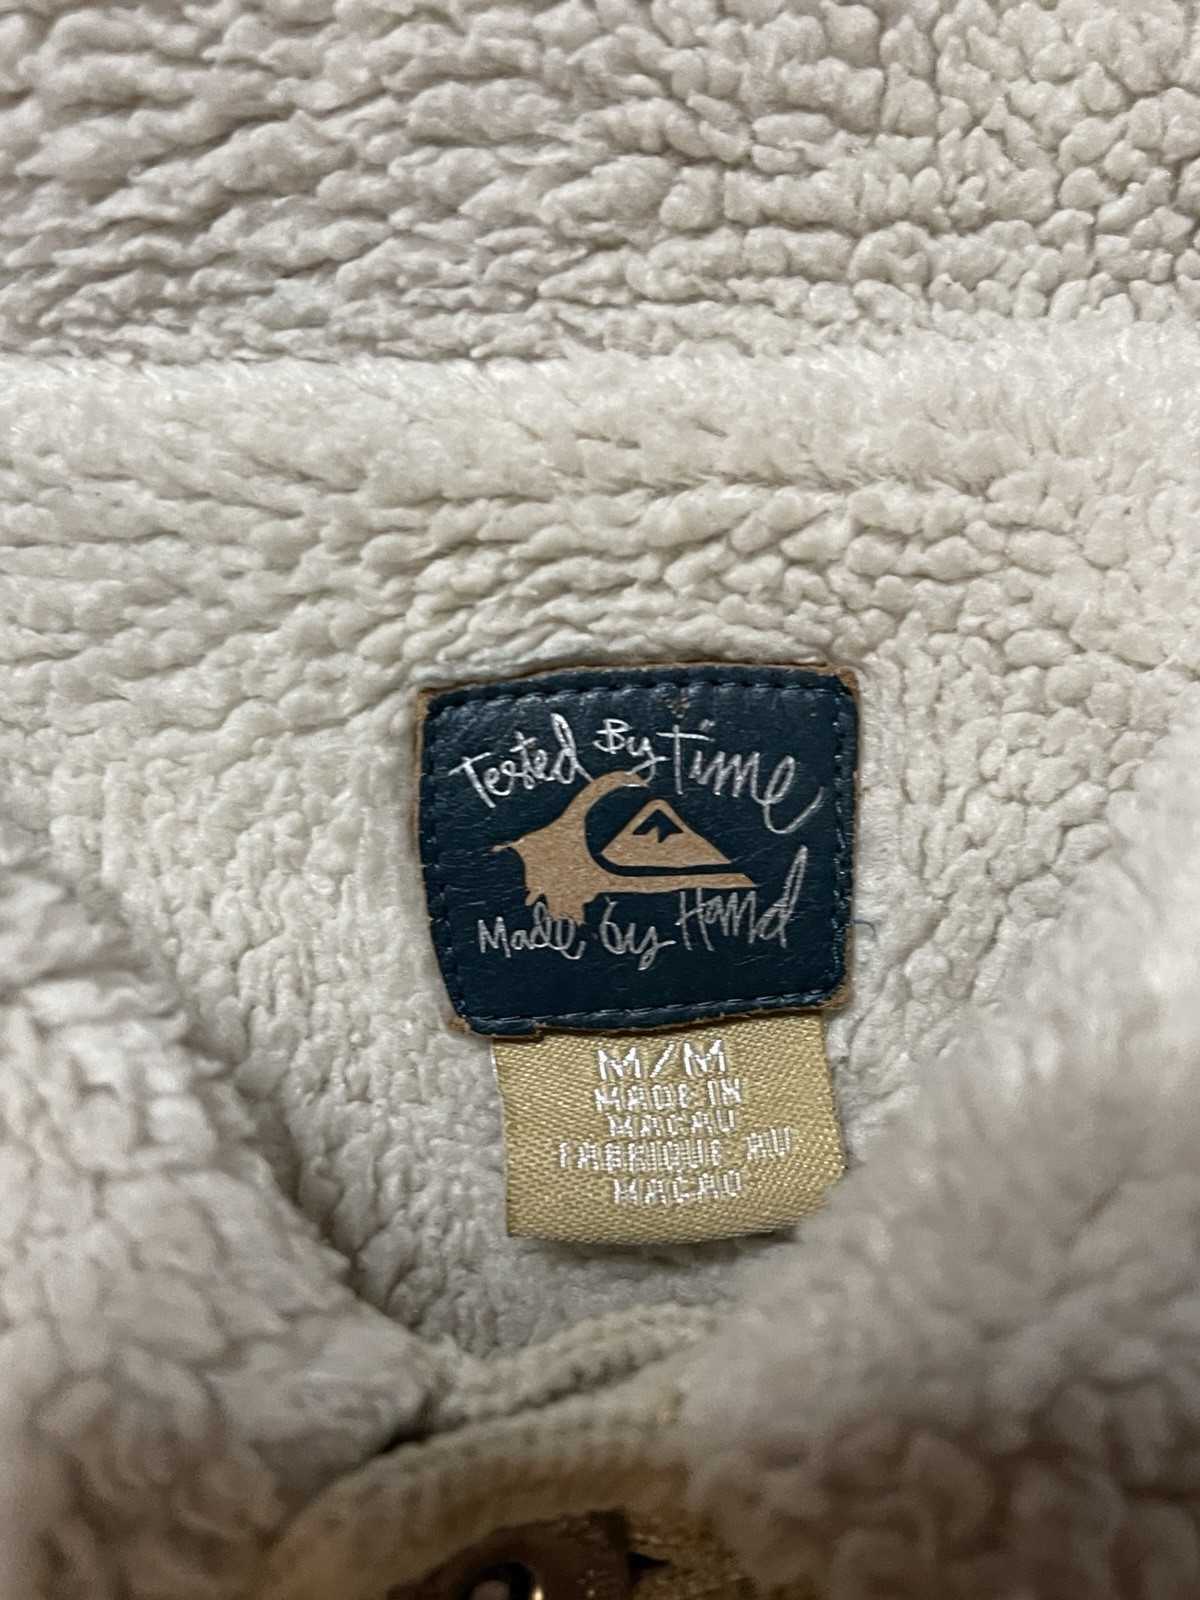 Tested By Time
Made by Hand
M/M
MADE IN
MACAU
FABRIQUE AU
MACAO